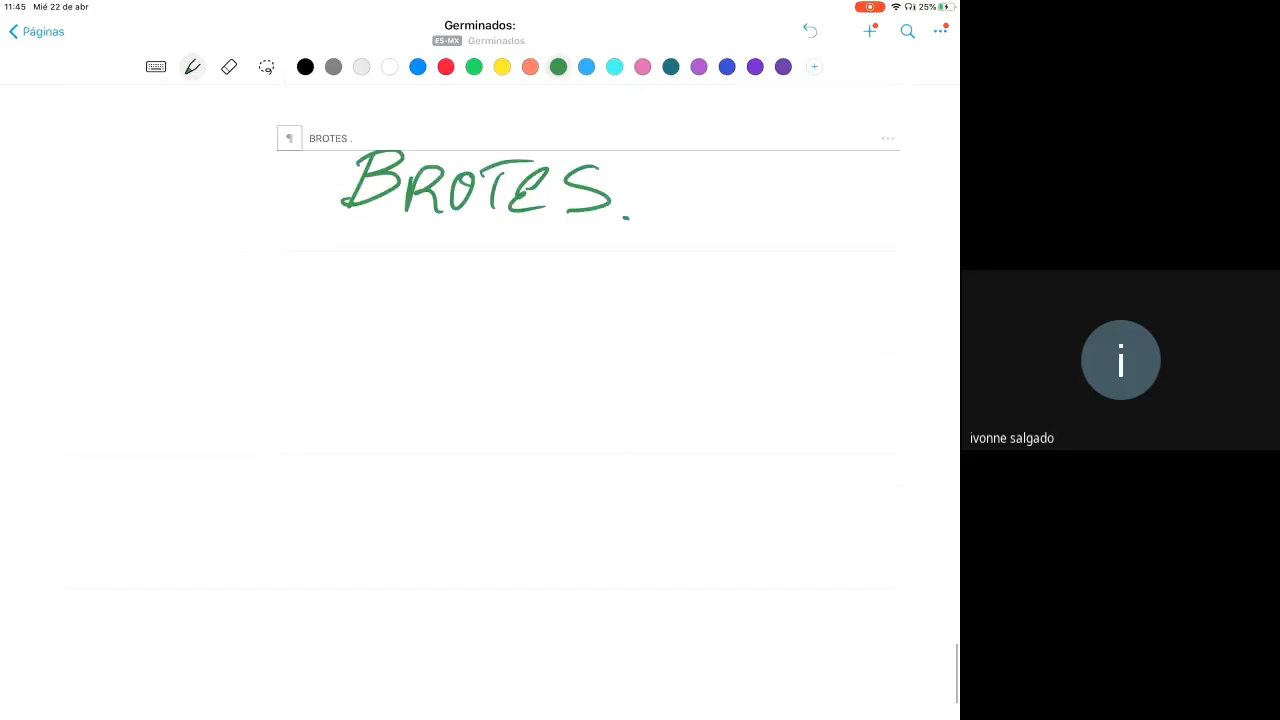 11:45 Mié 22 de abr
25%
Páginas
Germinados:
ES-MX Germinados
BROTES .
BROTES.
i
ivonne salgado